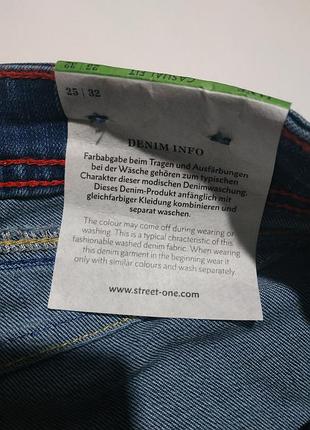 CASUAL FIT
25 | 32
DENIM INFO
Farbabgabe beim Tragen und Ausfärbungen
bei der Wäsche gehören zum typischen
Charakter dieser modischen Denimwaschung.
Dieses Denim-Produkt anfänglich mit
gleichfarbiger Kleidung kombinieren und
separat waschen.
The colour may come off during wearing or
washing. This is a typical chracteristic of this
fashionable washed denim fabric. When wearing
this denim garment in the beginning wear it
only with similar colours and wash separately.
www.street-one.com